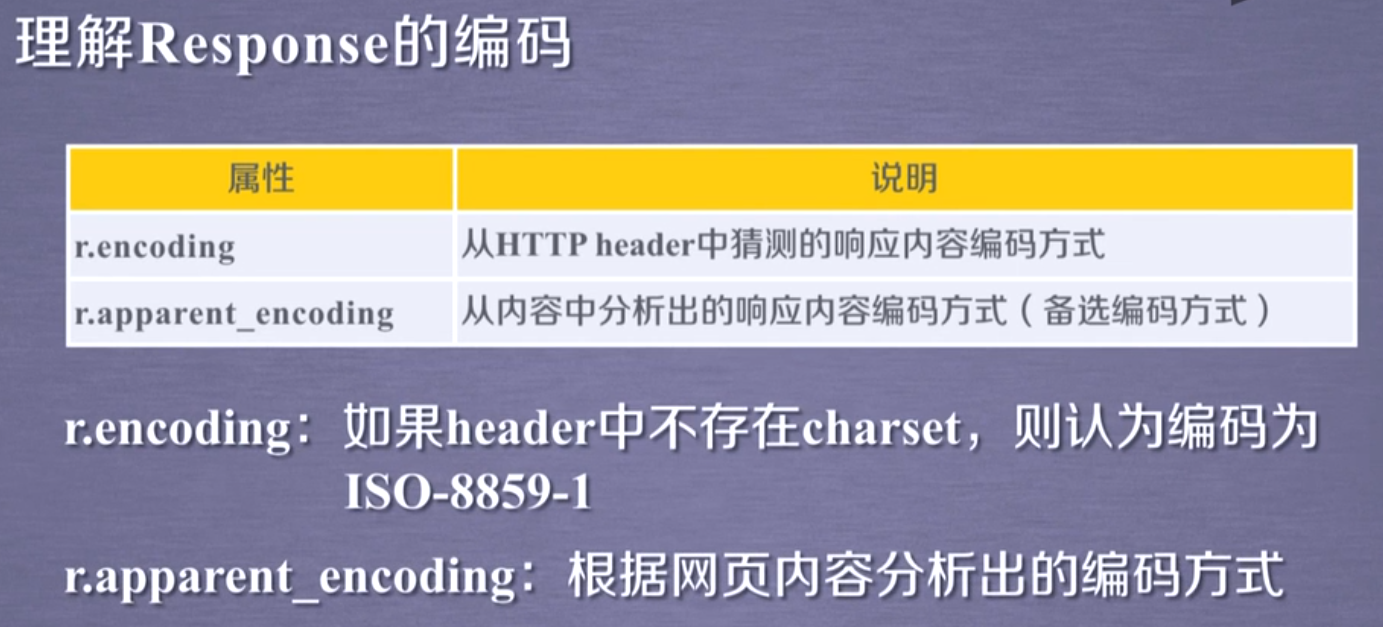 理解Response的编码
属性 说明
r.encoding 从HTTP header中猜测的响应内容编码方式
r.apparent_encoding 从内容中分析出的响应内容编码方式（备选编码方式）
r.encoding：如果header中不存在charset，则认为编码为
ISO-8859-1
r.apparent_encoding：根据网页内容分析出的编码方式